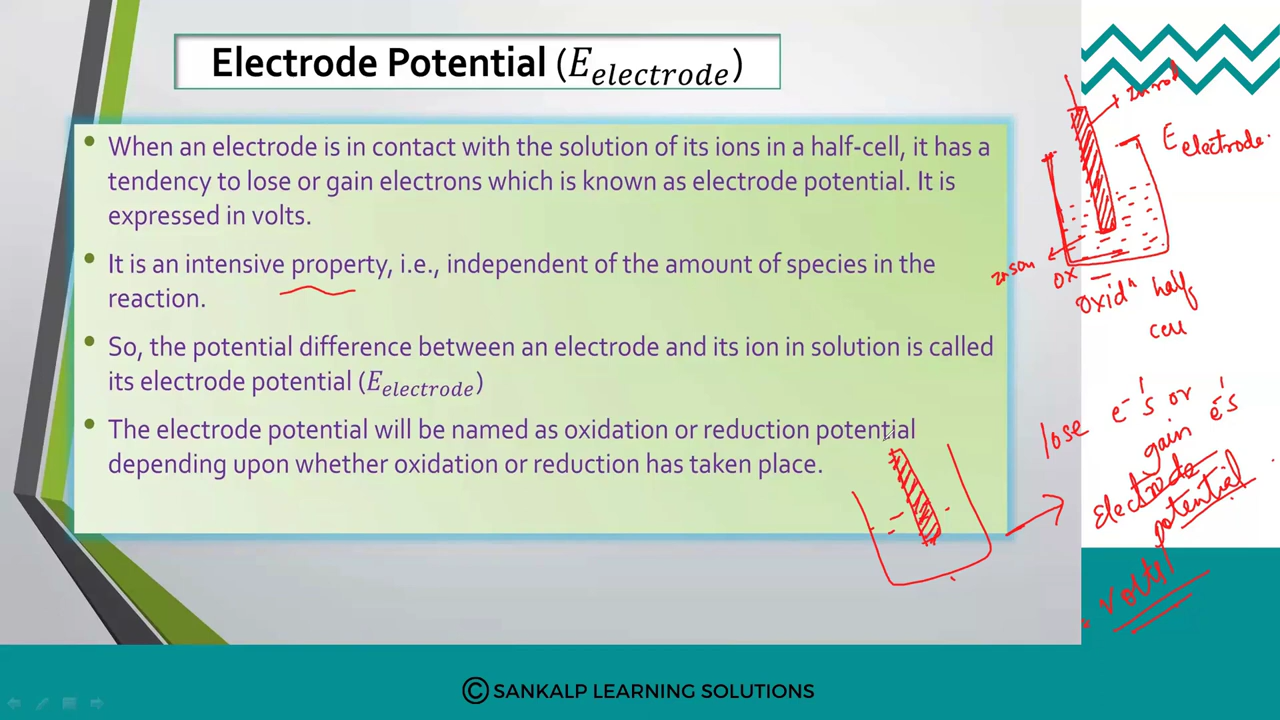 Electrode Potential (E_electrode)
• When an electrode is in contact with the solution of its ions in a half-cell, it has a
tendency to lose or gain electrons which is known as electrode potential. It is
expressed in volts.
• It is an intensive property, i.e., independent of the amount of species in the
reaction.
• So, the potential difference between an electrode and its ion in solution is called
its electrode potential (E_electrode)
• The electrode potential will be named as oxidation or reduction potential
depending upon whether oxidation or reduction has taken place.
zn rod
E electrode.
OX
oxidⁿ half
cell
lose e⁻'s or
gain e⁻'s
Electrode
potential
volts
© SANKALP LEARNING SOLUTIONS